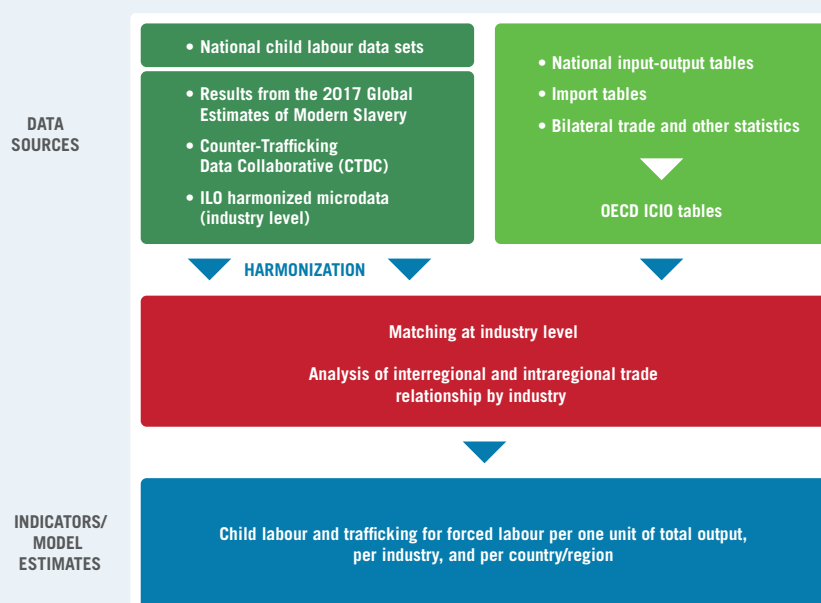 DATA
SOURCES
• National child labour data sets
• Results from the 2017 Global
Estimates of Modern Slavery
• Counter-Trafficking
Data Collaborative (CTDC)
• ILO harmonized microdata
(industry level)
• National input-output tables
• Import tables
• Bilateral trade and other statistics
OECD ICIO tables
HARMONIZATION
Matching at industry level
Analysis of interregional and intraregional trade
relationship by industry
INDICATORS/
MODEL
ESTIMATES
Child labour and trafficking for forced labour per one unit of total output,
per industry, and per country/region